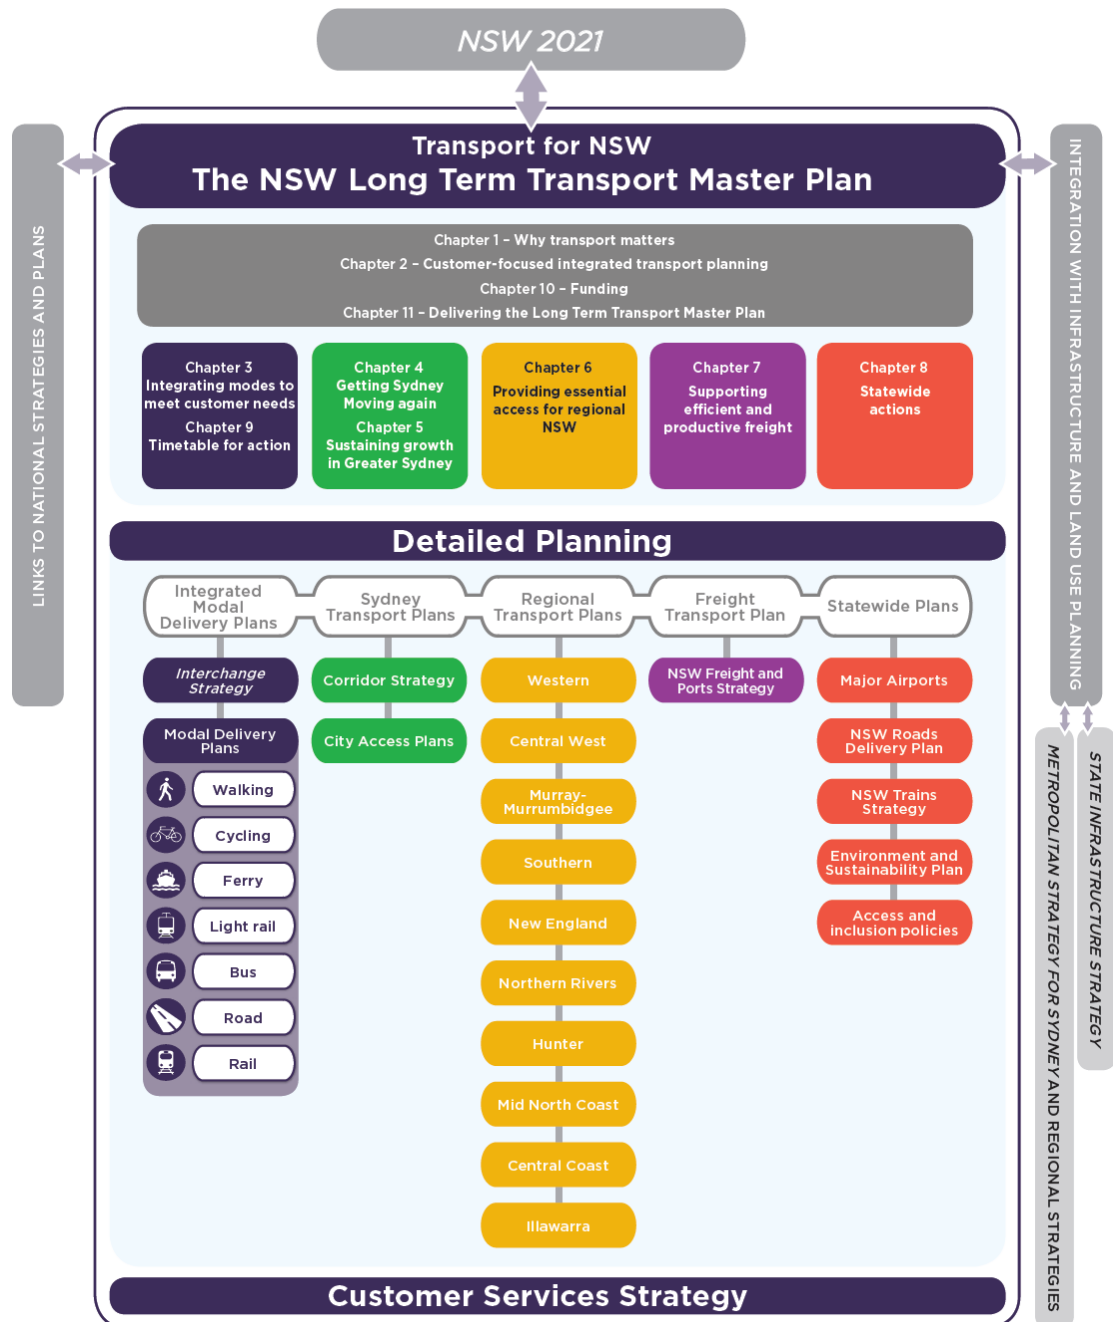 NSW 2021
Transport for NSW
The NSW Long Term Transport Master Plan
LINKS TO NATIONAL STRATEGIES AND PLANS
INTEGRATION WITH INFRASTRUCTURE AND LAND USE PLANNING
Chapter 1 – Why transport matters
Chapter 2 – Customer-focused integrated transport planning
Chapter 10 – Funding
Chapter 11 – Delivering the Long Term Transport Master Plan
Chapter 3
Integrating modes to
meet customer needs
Chapter 9
Timetable for action
Chapter 4
Getting Sydney
Moving again
Chapter 5
Sustaining growth
in Greater Sydney
Chapter 6
Providing essential
access for regional
NSW
Chapter 7
Supporting
efficient and
productive freight
Chapter 8
Statewide
actions
Detailed Planning
Integrated
Modal
Delivery Plans
Interchange
Strategy
Modal Delivery
Plans
Walking
Cycling
Ferry
Light rail
Bus
Road
Rail
Sydney
Transport Plans
Corridor Strategy
City Access Plans
Regional
Transport Plans
Western
Central West
Murray-
Murrumbidgee
Southern
New England
Northern Rivers
Hunter
Mid North Coast
Central Coast
Illawarra
Freight
Transport Plan
NSW Freight and
Ports Strategy
Statewide Plans
Major Airports
NSW Roads
Delivery Plan
NSW Trains
Strategy
Environment and
Sustainability Plan
Access and
inclusion policies
METROPOLITAN STRATEGY FOR SYDNEY AND REGIONAL STRATEGIES
STATE INFRASTRUCTURE STRATEGY
Customer Services Strategy